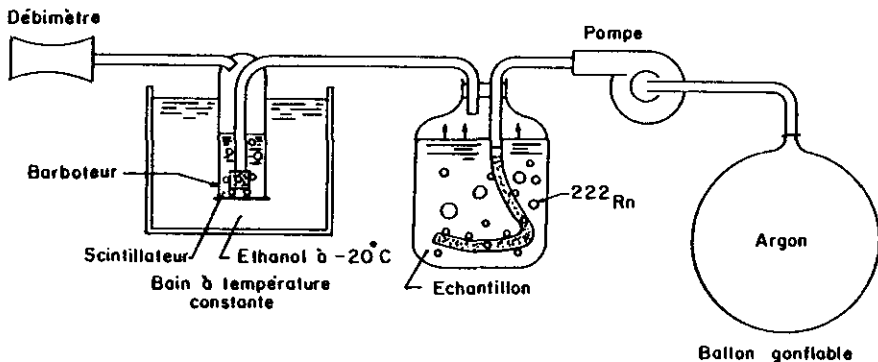 Débimètre
Pompe
Barboteur
222Rn
Scintillateur
Ethanol à -20°C
Bain à température
constante
Echantillon
Argon
Ballon gonflable